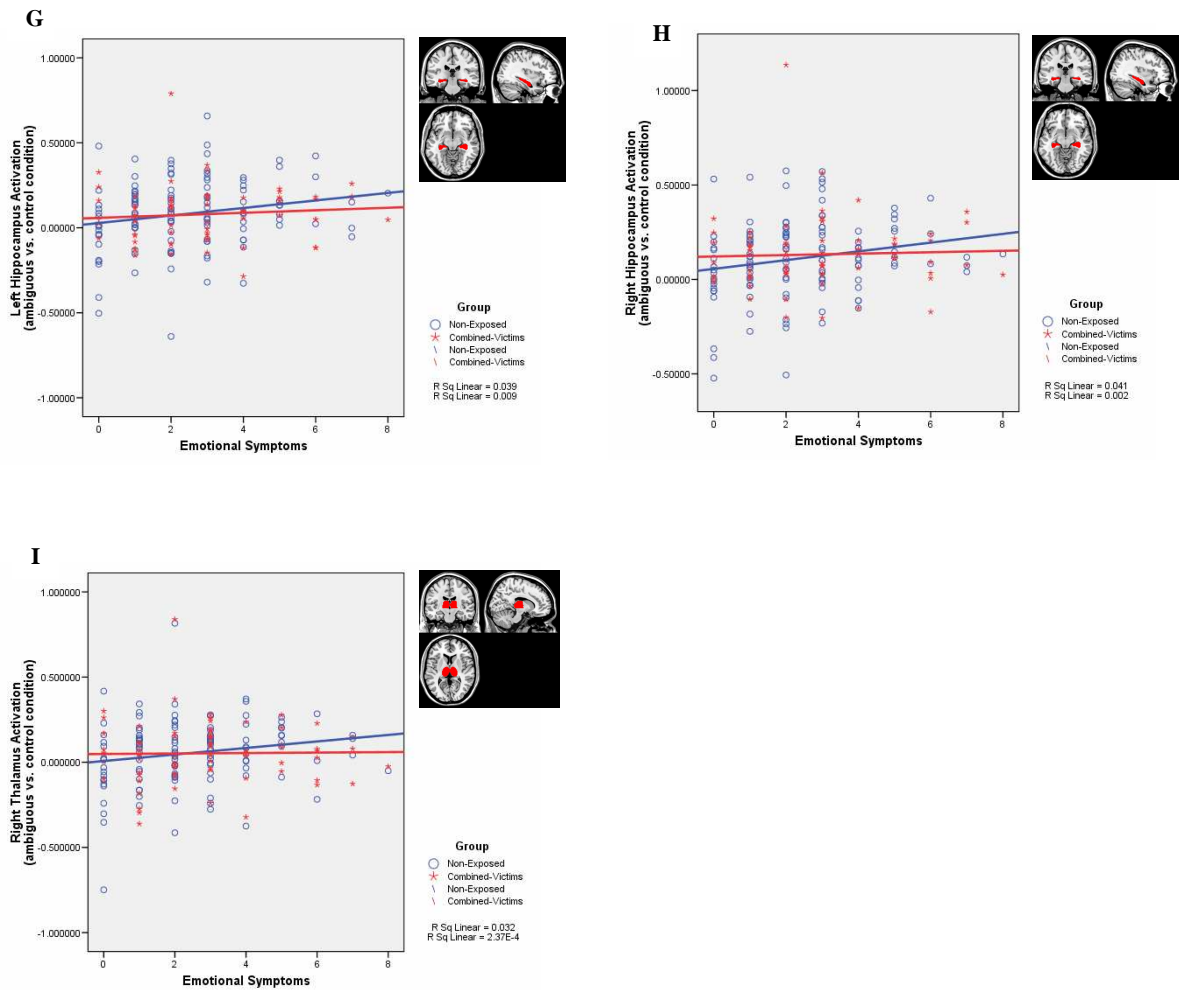 G
1.00000
0.50000
0.00000
-0.50000
-1.00000
Left Hippocampus Activation
(ambiguous vs. control condition)
0 2 4 6 8
Emotional Symptoms
Group
Non-Exposed
Combined-Victims
Non-Exposed
Combined-Victims
R Sq Linear = 0.039
R Sq Linear = 0.009
H
1.00000
0.50000
0.00000
-0.50000
Right Hippocampus Activation
(ambiguous vs. control condition)
0 2 4 6 8
Emotional Symptoms
Group
Non-Exposed
Combined-Victims
Non-Exposed
Combined-Victims
R Sq Linear = 0.041
R Sq Linear = 0.002
I
1.000000
0.500000
0.000000
-0.500000
-1.000000
Right Thalamus Activation
(ambiguous vs. control condition)
0 2 4 6 8
Emotional Symptoms
Group
Non-Exposed
Combined-Victims
Non-Exposed
Combined-Victims
R Sq Linear = 0.032
R Sq Linear = 2.37E-4